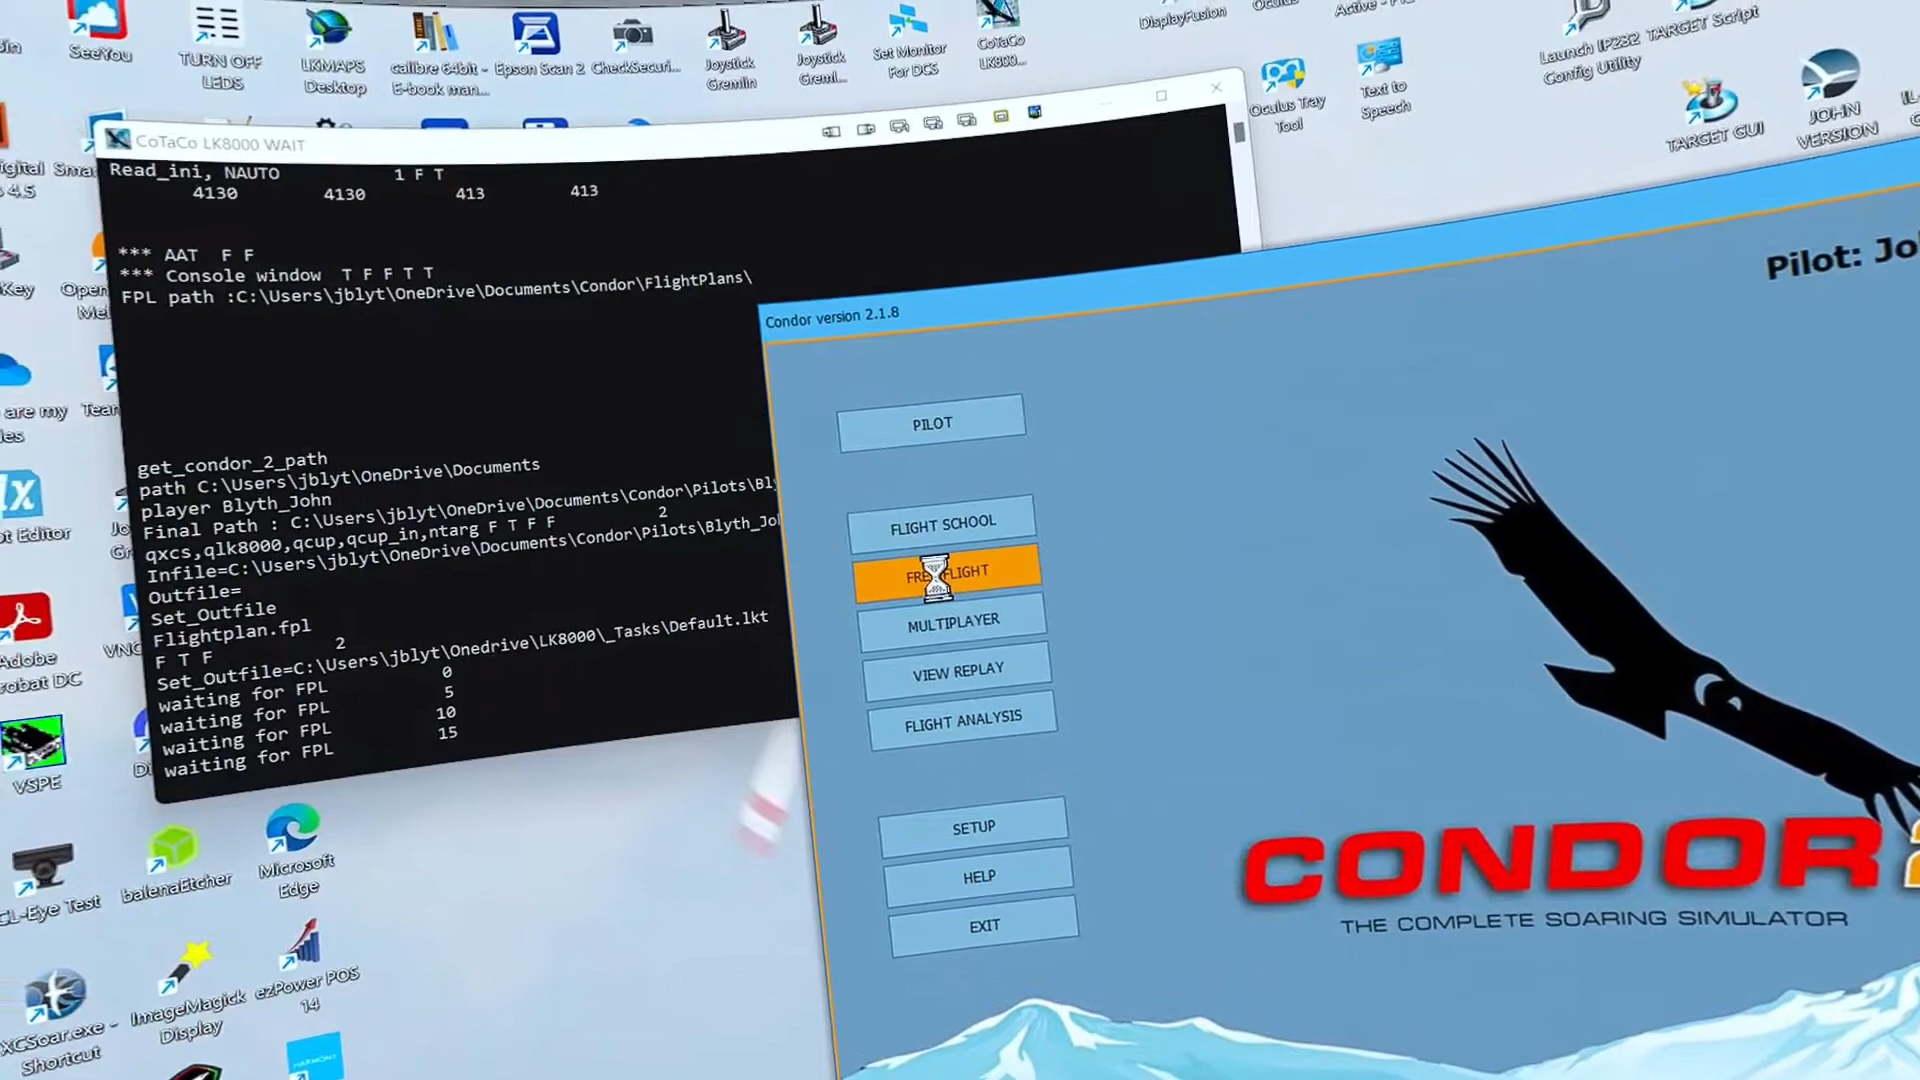 SeeYou
TURN OFF
LEDS
LKMAPS
Desktop
calibre 64bit -
E-book man...
Epson Scan 2
CheckSecuri...
Joystick
Gremlin
Joystick
Greml...
Set Monitor
For DCS
CoTaCo
LK800...
DisplayFusion
Oculus Tray
Tool
Text to
Speech
Launch IP232
Config Utility
TARGET Script
TARGET GUI
JOHN
VERSION
CoTaCo LK8000 WAIT
Read_ini, NAUTO 1 F T
4130 4130 413 413
*** AAT F F
*** Console window T F F T T
FPL path :C:\Users\jblyt\OneDrive\Documents\Condor\FlightPlans\
get_condor_2_path
path C:\Users\jblyt\OneDrive\Documents
player Blyth_John
Final Path : C:\Users\jblyt\OneDrive\Documents\Condor\Pilots\Bly
qxcs,qlk8000,qcup,qcup_in,ntarg F T F F 2
Infile=C:\Users\jblyt\OneDrive\Documents\Condor\Pilots\Blyth_Joh
Outfile=
Set_Outfile
Flightplan.fpl
F T F 2
Set_Outfile=C:\Users\jblyt\Onedrive\LK8000\_Tasks\Default.lkt
waiting for FPL 0
waiting for FPL 5
waiting for FPL 10
waiting for FPL 15
Condor version 2.1.8
Pilot: Jo
PILOT
FLIGHT SCHOOL
FREE FLIGHT
MULTIPLAYER
VIEW REPLAY
FLIGHT ANALYSIS
SETUP
HELP
EXIT
CONDOR 2
THE COMPLETE SOARING SIMULATOR
are my
Adobe
VSPE
CL-Eye Test
balenaEtcher
Microsoft
Edge
XCSoar.exe -
Shortcut
ImageMagick
Display
ezPower POS
14
HARMONY